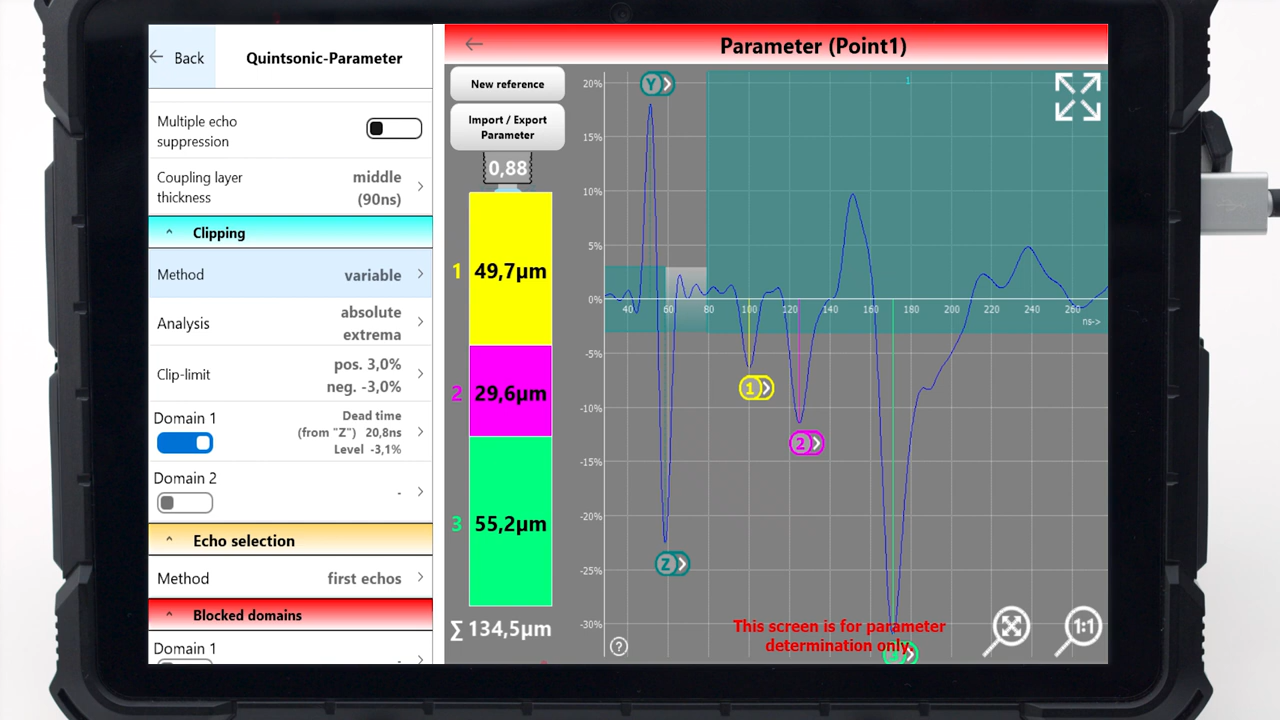 Back
Quintsonic-Parameter
Multiple echo
suppression
Coupling layer
thickness
middle
(90ns)
Clipping
Method
variable
Analysis
absolute
extrema
Clip-limit
pos. 3,0%
neg. -3,0%
Domain 1
Dead time
(from "Z") 20,8ns
Level -3,1%
Domain 2
-
Echo selection
Method
first echos
Blocked domains
Domain 1
-
Parameter (Point1)
New reference
Import / Export
Parameter
0,88
1 49,7µm
2 29,6µm
3 55,2µm
∑ 134,5µm
20%
15%
10%
5%
0%
-5%
-10%
-15%
-20%
-25%
-30%
40 60 80 100 120 140 160 180 200 220 240 260
ns->
1
Y
Z
1
2
This screen is for parameter
determination only.
?
1:1